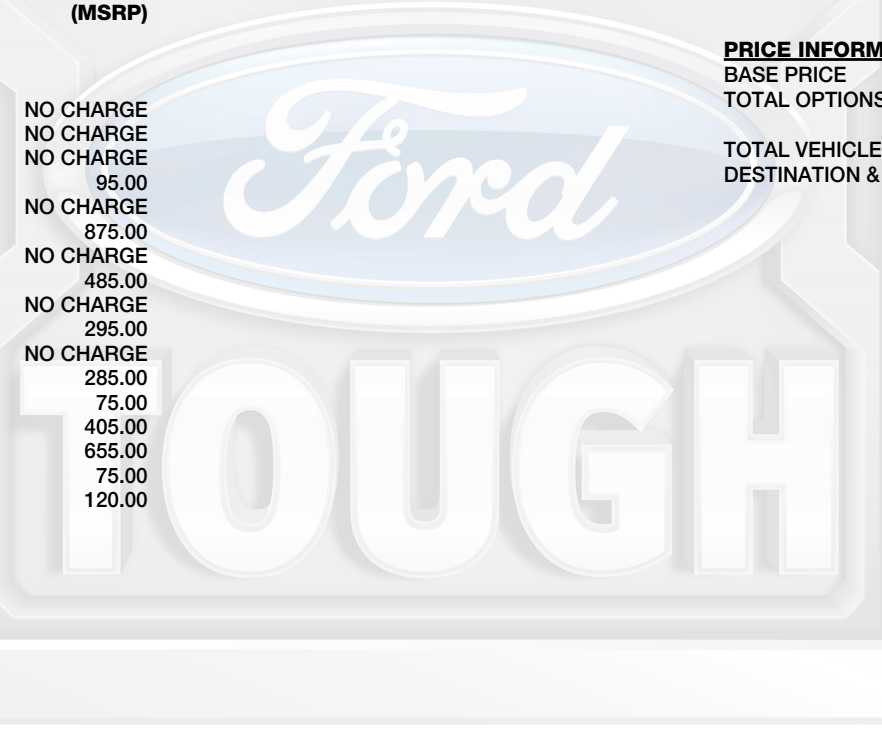 (MSRP)
NO CHARGE
NO CHARGE
NO CHARGE
95.00
NO CHARGE
875.00
NO CHARGE
485.00
NO CHARGE
295.00
NO CHARGE
285.00
75.00
405.00
655.00
75.00
120.00
PRICE INFORM
BASE PRICE
TOTAL OPTIONS
TOTAL VEHICLE
DESTINATION &
Ford
TOUGH